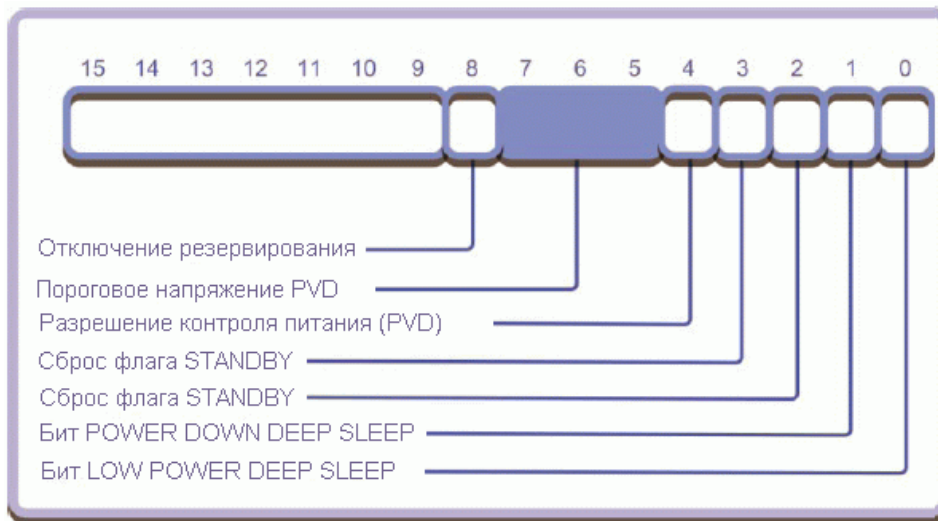 15 14 13 12 11 10 9 8 7 6 5 4 3 2 1 0
Отключение резервирования
Пороговое напряжение PVD
Разрешение контроля питания (PVD)
Сброс флага STANDBY
Сброс флага STANDBY
Бит POWER DOWN DEEP SLEEP
Бит LOW POWER DEEP SLEEP